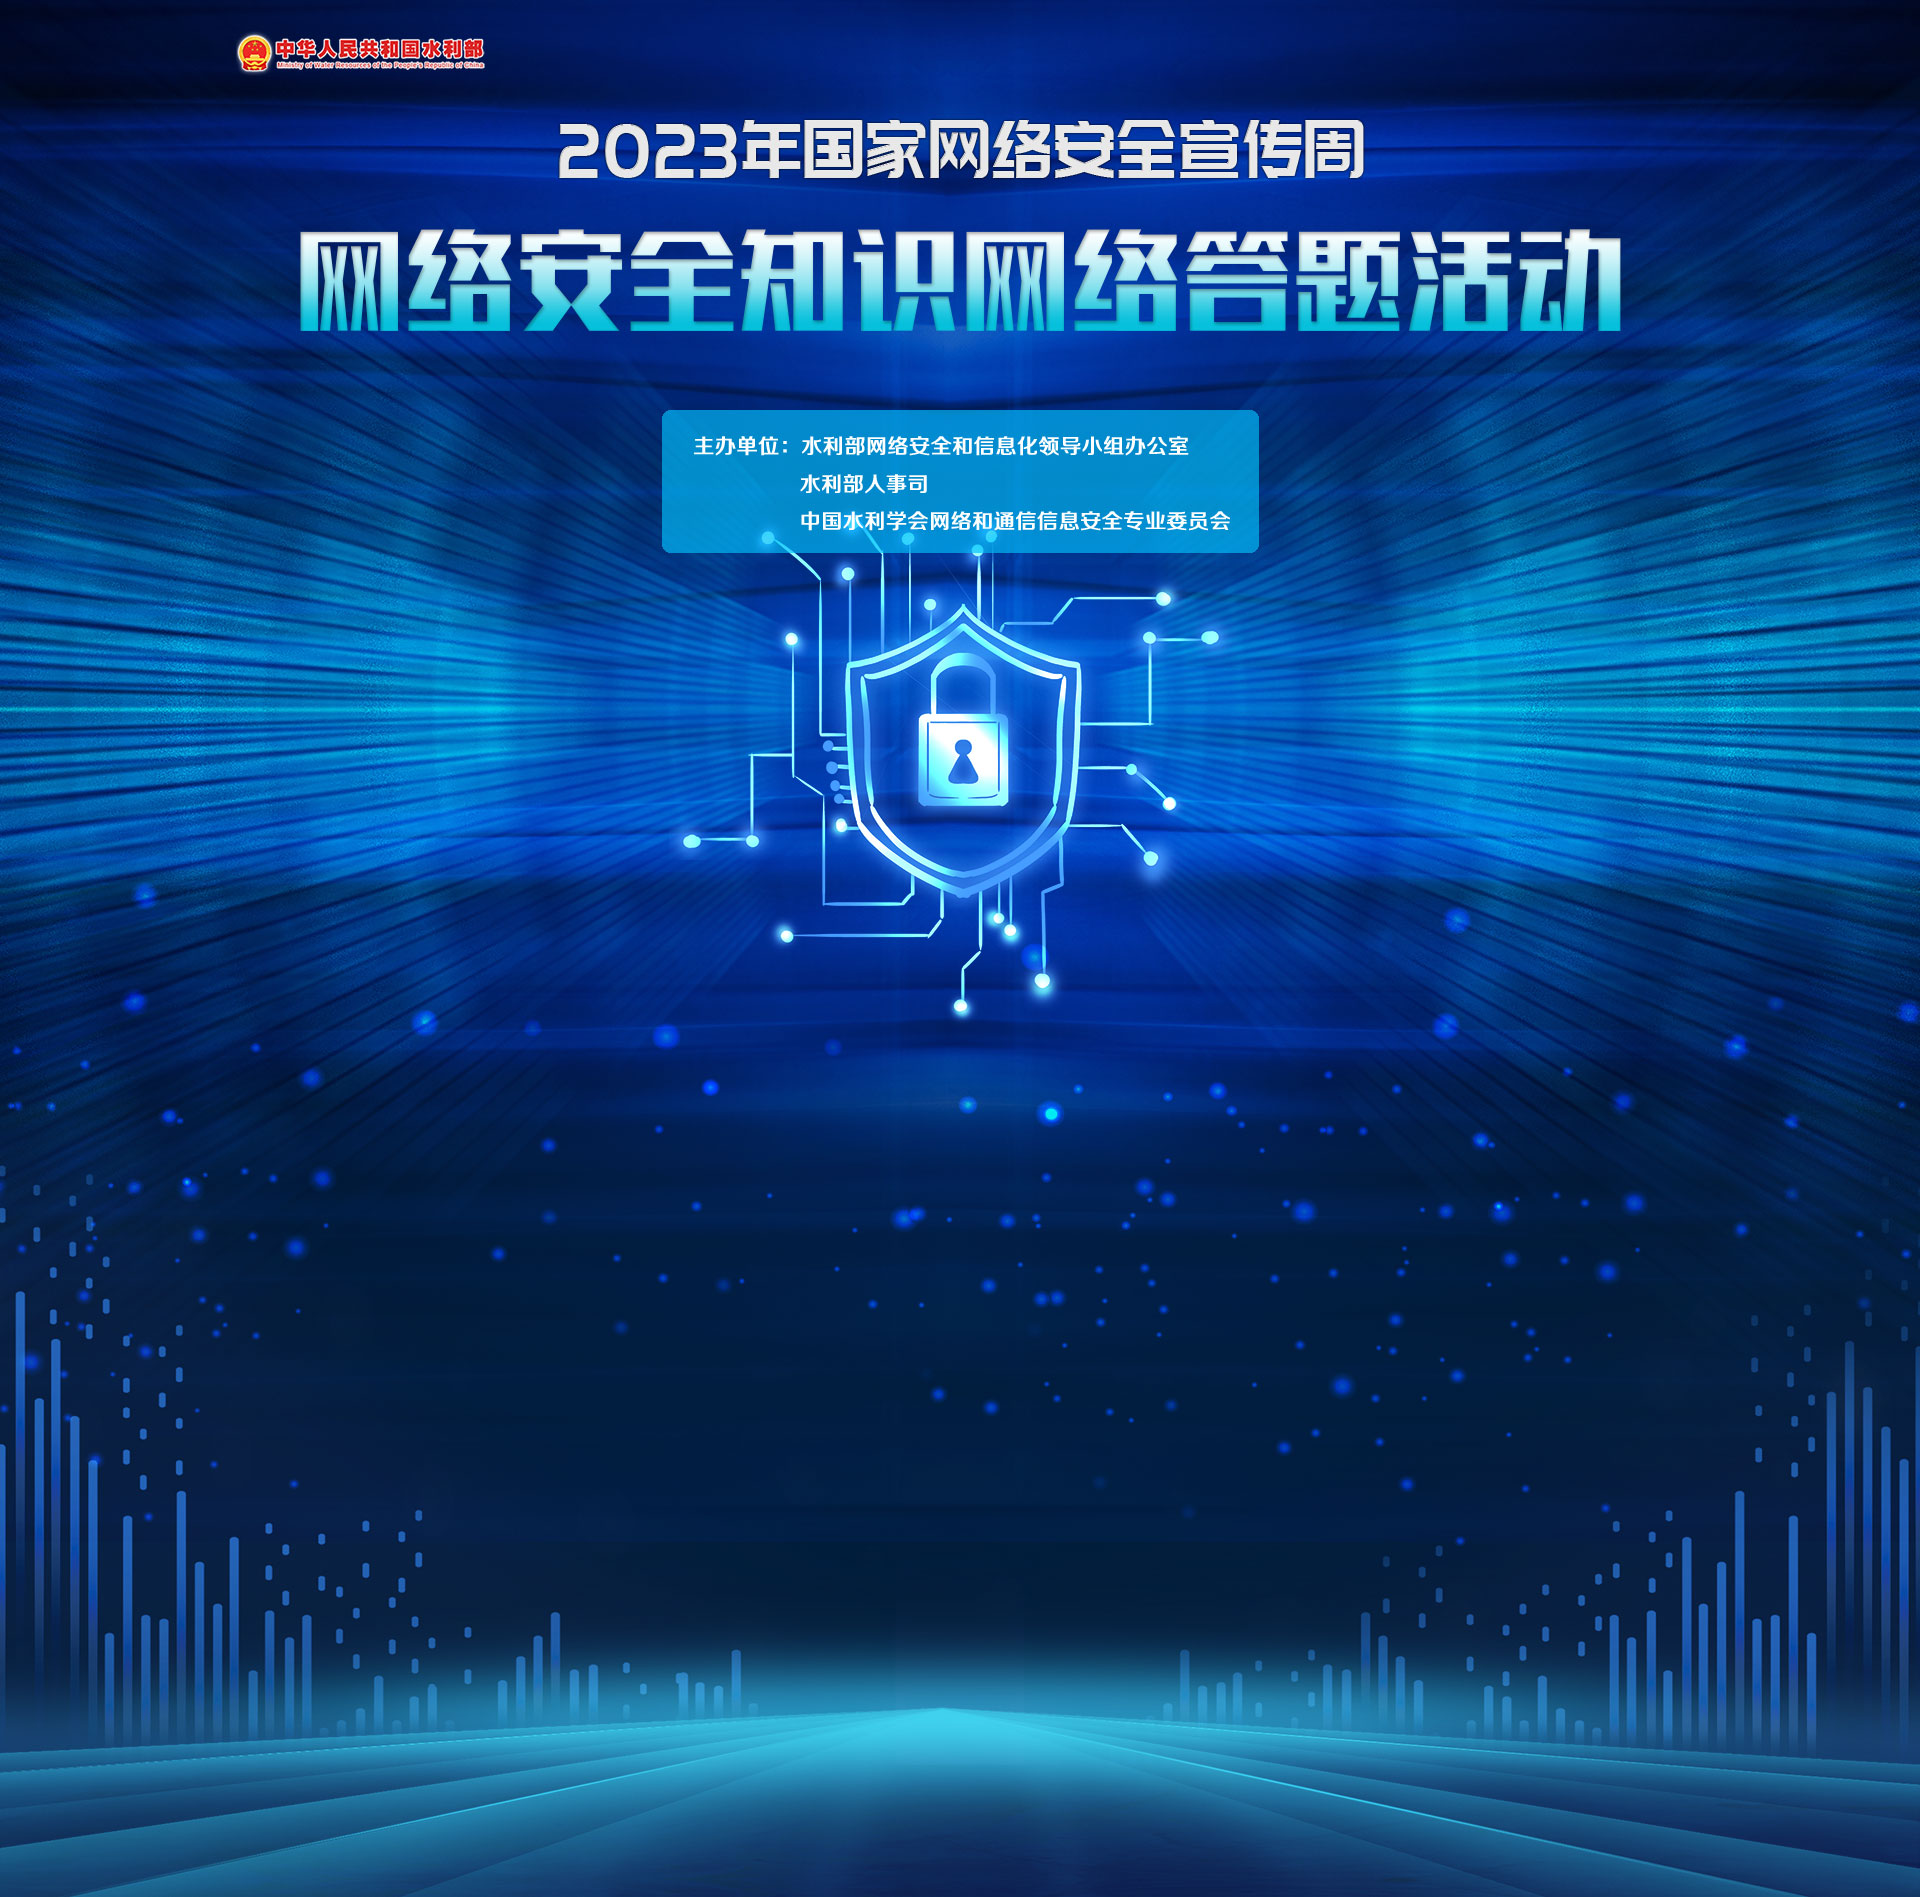 中华人民共和国水利部
Ministry of Water Resources of the People's Republic of China
2023年国家网络安全宣传周
网络安全知识网络答题活动
主办单位：水利部网络安全和信息化领导小组办公室
水利部人事司
中国水利学会网络和通信信息安全专业委员会